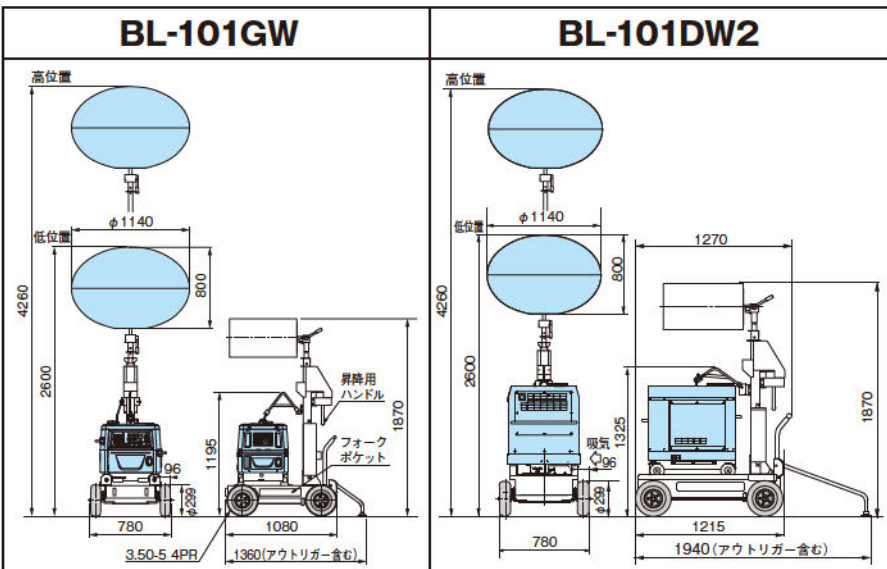 BL-101GW
高位置
φ1140
低位置
800
4260
2600
昇降用
ハンドル
1870
1195
フォーク
ポケット
96
φ299
780
1080
3.50-5 4PR
1360(アウトリガー含む)
BL-101DW2
高位置
φ1140
低位置
800
1270
4260
2600
1325
1870
吸気
96
φ299
780
1215
1940(アウトリガー含む)